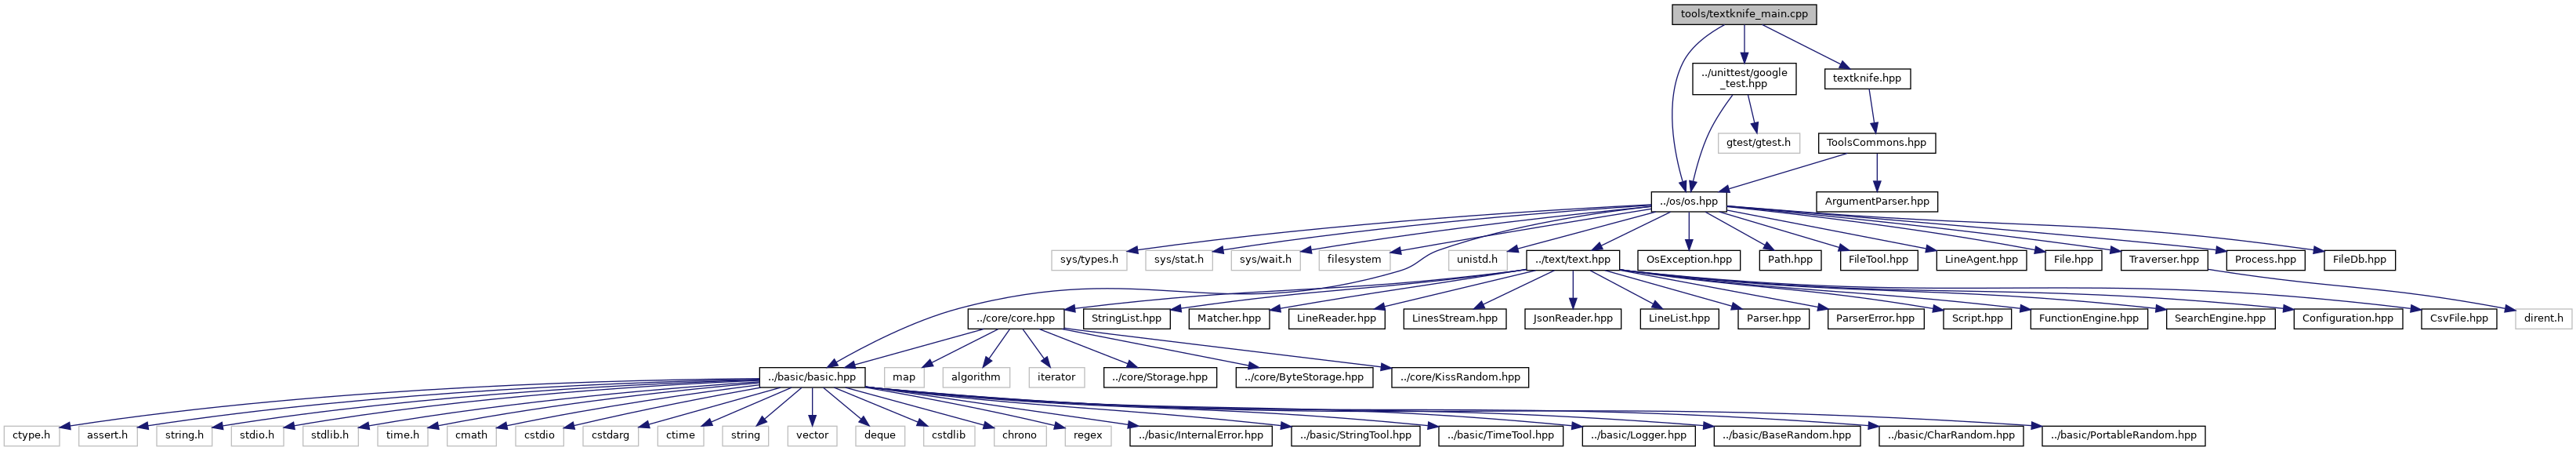 tools/textknife_main.cpp
../unittest/google
_test.hpp
textknife.hpp
gtest/gtest.h
ToolsCommons.hpp
../os/os.hpp
ArgumentParser.hpp
sys/types.h
sys/stat.h
sys/wait.h
filesystem
unistd.h
../text/text.hpp
OsException.hpp
Path.hpp
FileTool.hpp
LineAgent.hpp
File.hpp
Traverser.hpp
Process.hpp
FileDb.hpp
../core/core.hpp
StringList.hpp
Matcher.hpp
LineReader.hpp
LinesStream.hpp
JsonReader.hpp
LineList.hpp
Parser.hpp
ParserError.hpp
Script.hpp
FunctionEngine.hpp
SearchEngine.hpp
Configuration.hpp
CsvFile.hpp
dirent.h
../basic/basic.hpp
map
algorithm
iterator
../core/Storage.hpp
../core/ByteStorage.hpp
../core/KissRandom.hpp
ctype.h
assert.h
string.h
stdio.h
stdlib.h
time.h
cmath
cstdio
cstdarg
ctime
string
vector
deque
cstdlib
chrono
regex
../basic/InternalError.hpp
../basic/StringTool.hpp
../basic/TimeTool.hpp
../basic/Logger.hpp
../basic/BaseRandom.hpp
../basic/CharRandom.hpp
../basic/PortableRandom.hpp